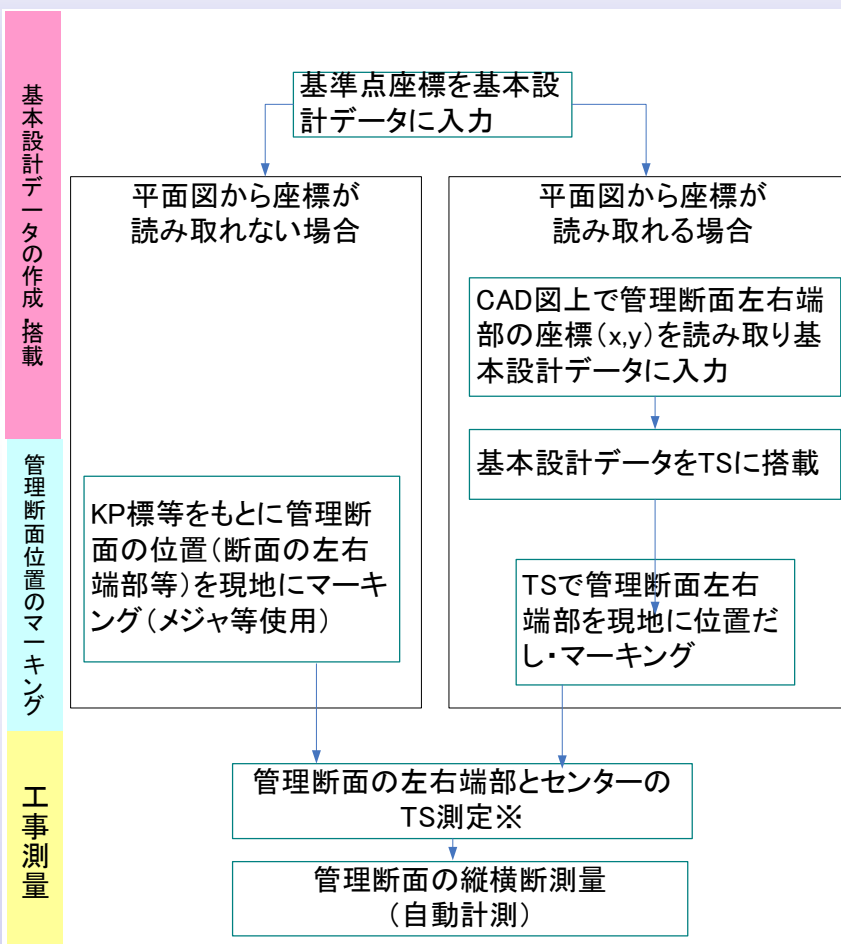 基本設計データの作成・搭載
基準点座標を基本設
計データに入力
平面図から座標が
読み取れない場合
平面図から座標が
読み取れる場合
CAD図上で管理断面左右端
部の座標(x,y)を読み取り基
本設計データに入力
基本設計データをTSに搭載
管理断面位置のマーキング
KP標等をもとに管理断
面の位置(断面の左右
端部等)を現地にマーキ
ング(メジャ等使用)
TSで管理断面左右
端部を現地に位置だ
し・マーキング
工事測量
管理断面の左右端部とセンターの
TS測定※
管理断面の縦横断測量
(自動計測)